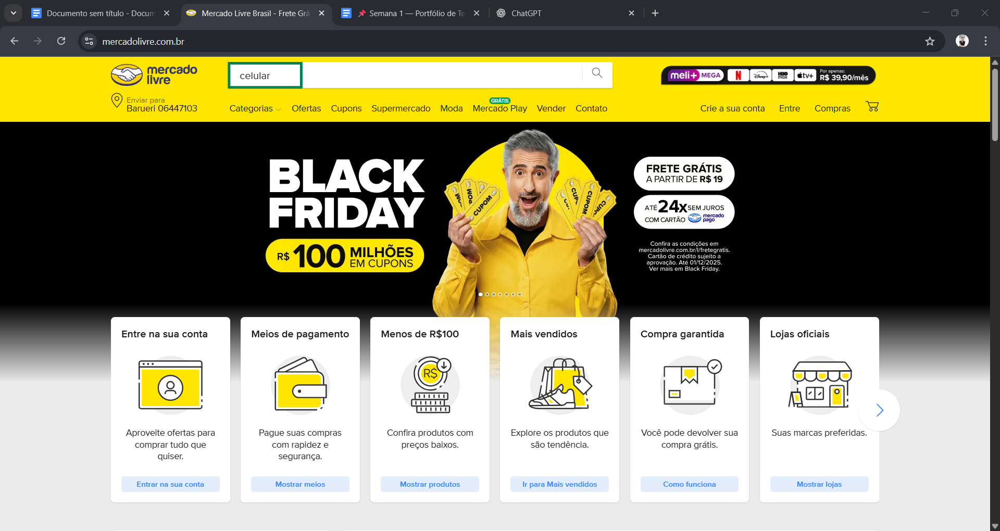 Documento sem título - Docum
Mercado Livre Brasil - Frete Grá
Semana 1 — Portfólio de Te
ChatGPT
mercadolivre.com.br
mercado
livre
celular
meli+ MEGA
N
Disney+
HBO
max
tv+
Por apenas:
R$ 39,90/mês
Enviar para
Barueri 06447103
Categorias
Ofertas
Cupons
Supermercado
Moda
GRÁTIS
Mercado Play
Vender
Contato
Crie a sua conta
Entre
Compras
BLACK
FRIDAY
R$ 100 MILHÕES
EM CUPONS
CUPOM
CUPOM
FRETE GRÁTIS
A PARTIR DE R$ 19
ATÉ 24x SEM JUROS
COM CARTÃO mercado
pago
Confira as condições em
mercadolivre.com.br/l/fretegratis.
Cartão de crédito sujeito a
aprovação. Até 01/12/2025.
Ver mais em Black Friday.
Entre na sua conta
Aproveite ofertas para
comprar tudo que
quiser.
Entrar na sua conta
Meios de pagamento
Pague suas compras
com rapidez e
segurança.
Mostrar meios
Menos de R$100
R$
Confira produtos com
preços baixos.
Mostrar produtos
Mais vendidos
Explore os produtos que
são tendência.
Ir para Mais vendidos
Compra garantida
Você pode devolver sua
compra grátis.
Como funciona
Lojas oficiais
Suas marcas preferidas.
Mostrar lojas